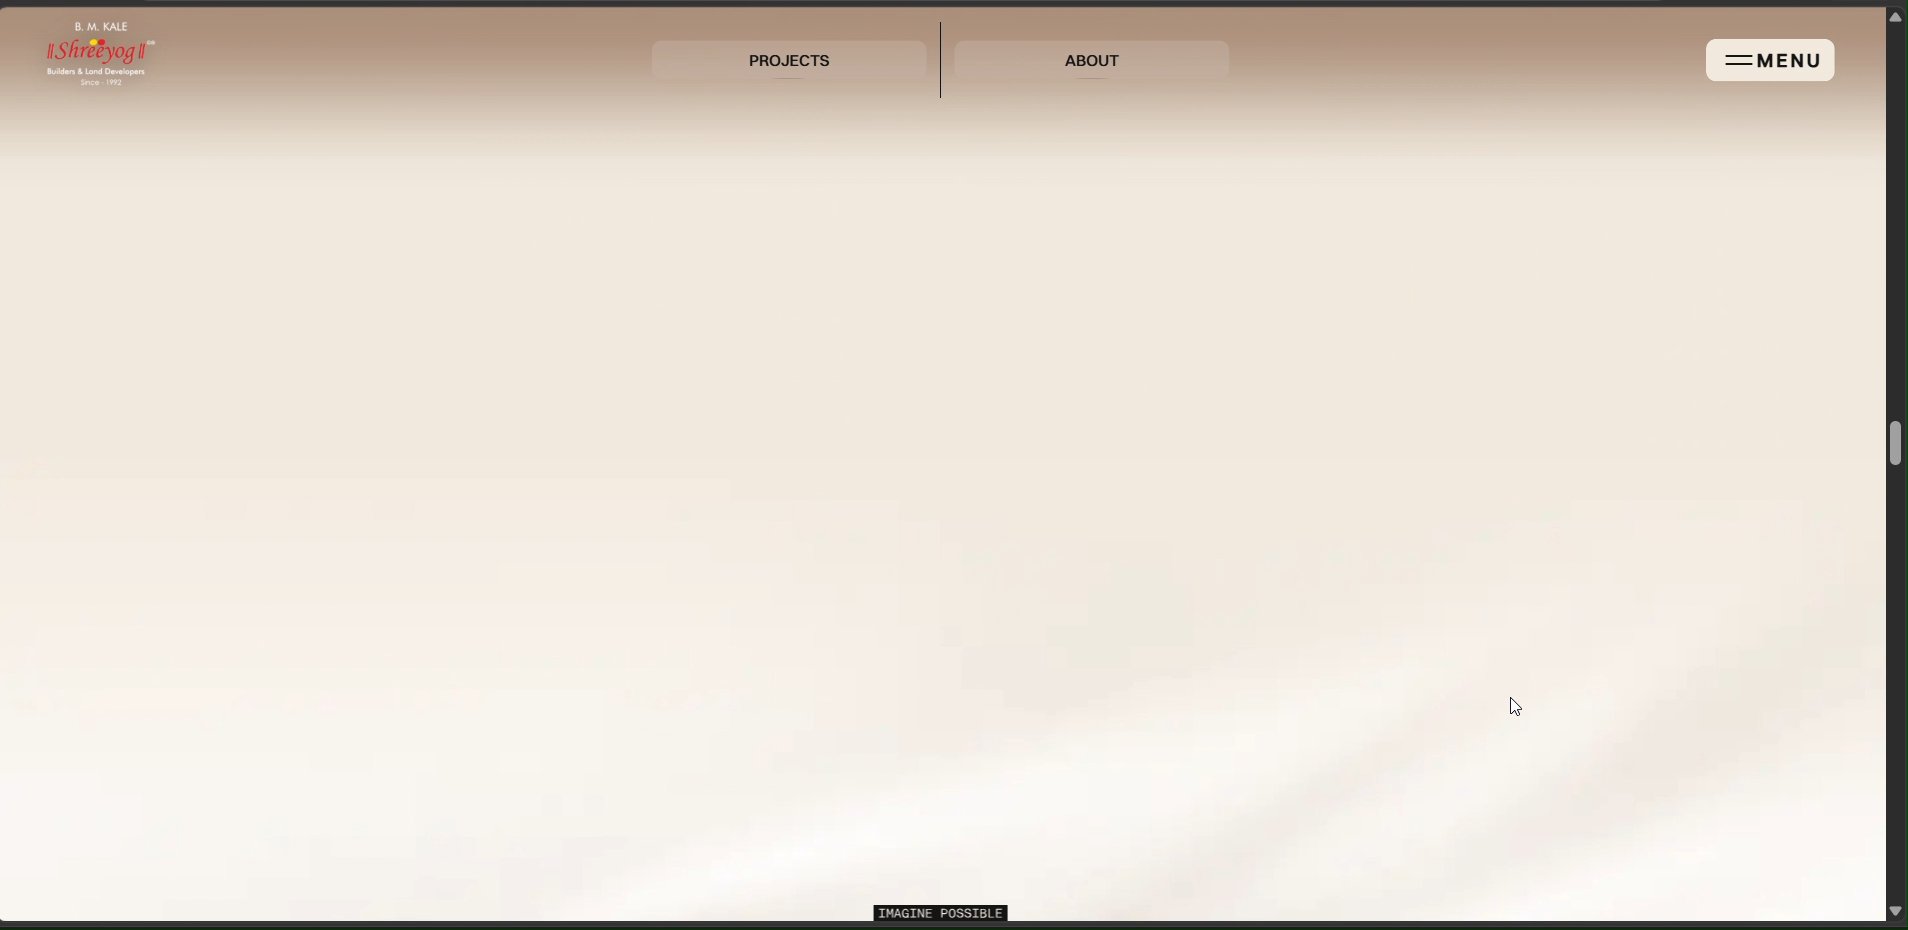 B. M. KALE
||Shreeyog||
Builders & Land Developers
Since - 1992
PROJECTS
ABOUT
MENU
IMAGINE POSSIBLE